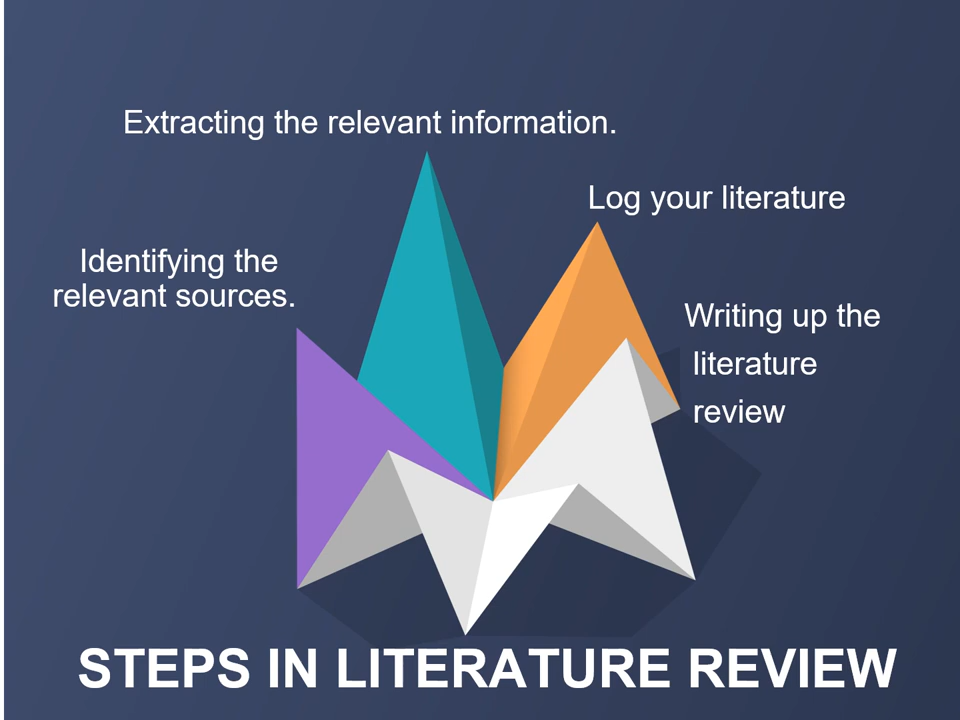 Extracting the relevant information.
Log your literature
Identifying the
relevant sources.
Writing up the
literature
review
STEPS IN LITERATURE REVIEW